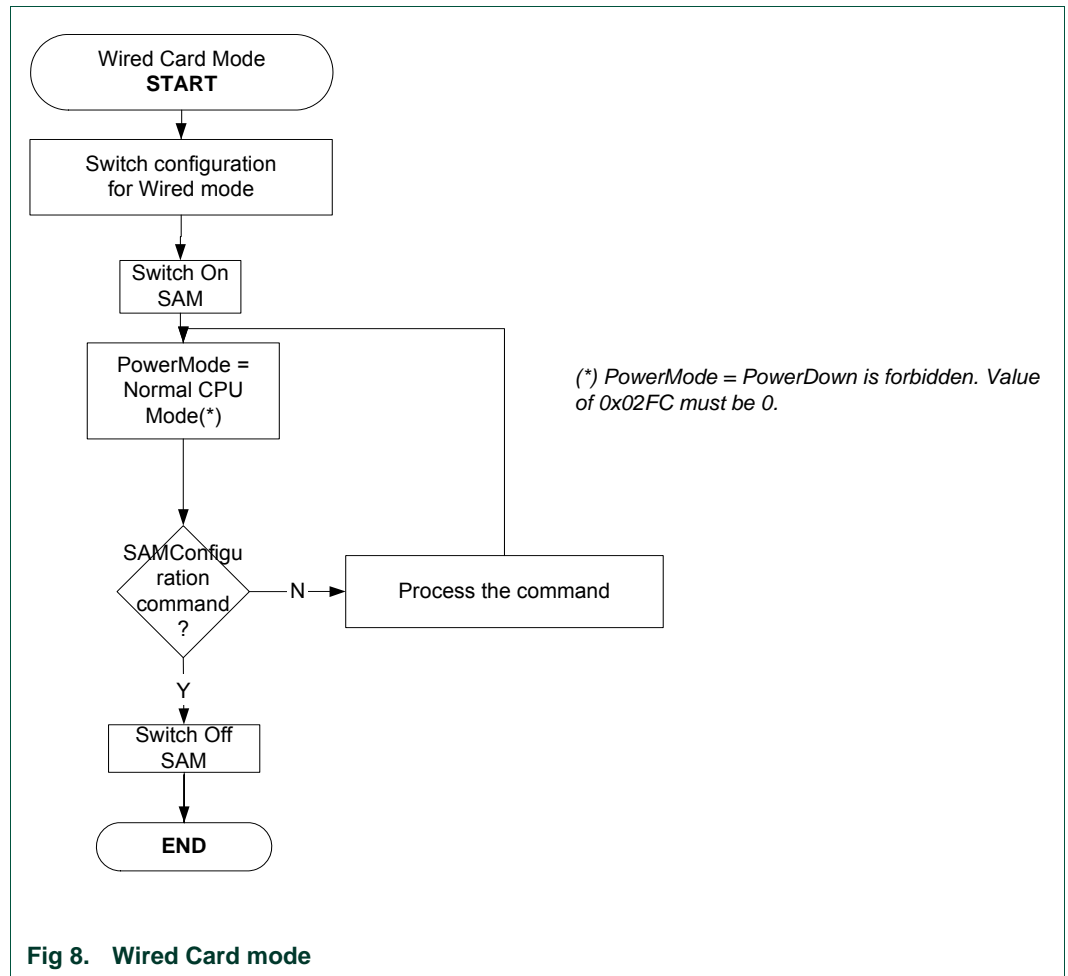 Wired Card Mode
START
Switch configuration
for Wired mode
Switch On
SAM
PowerMode =
Normal CPU
Mode(*)
(*) PowerMode = PowerDown is forbidden. Value
of 0x02FC must be 0.
SAMConfigu
ration
command
?
N
Process the command
Y
Switch Off
SAM
END
Fig 8. Wired Card mode